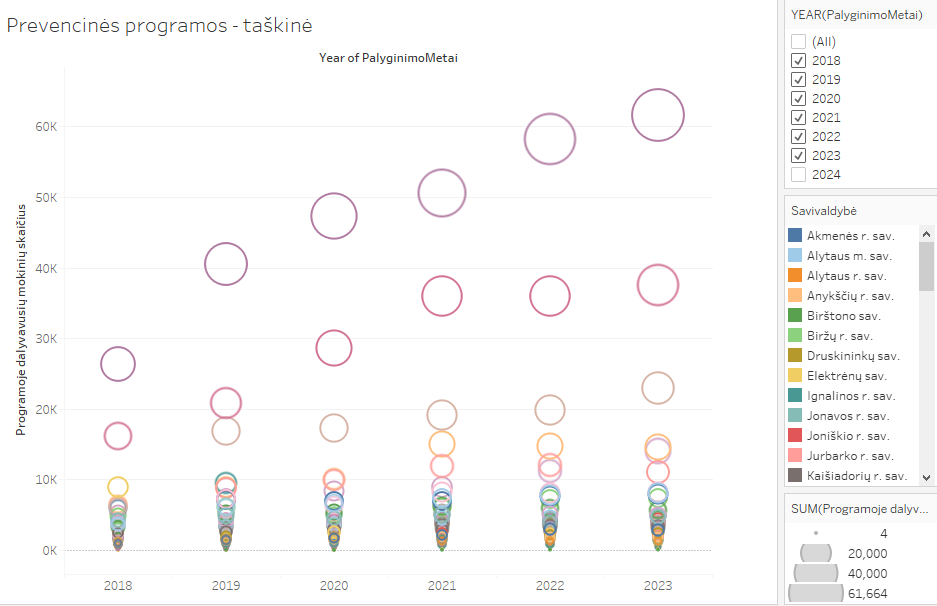 Prevencinės programos - taškinė
Year of PalyginimoMetai
Programoje dalyvavusių mokinių skaičius
60K
50K
40K
30K
20K
10K
0K
2018
2019
2020
2021
2022
2023
YEAR(PalyginimoMetai)
(All)
2018
2019
2020
2021
2022
2023
2024
Savivaldybė
Akmenės r. sav.
Alytaus m. sav.
Alytaus r. sav.
Anykščių r. sav.
Birštono sav.
Biržų r. sav.
Druskininkų sav.
Elektrėnų sav.
Ignalinos r. sav.
Jonavos r. sav.
Joniškio r. sav.
Jurbarko r. sav.
Kaišiadorių r. sav.
SUM(Programoje dalyv...
4
20,000
40,000
61,664